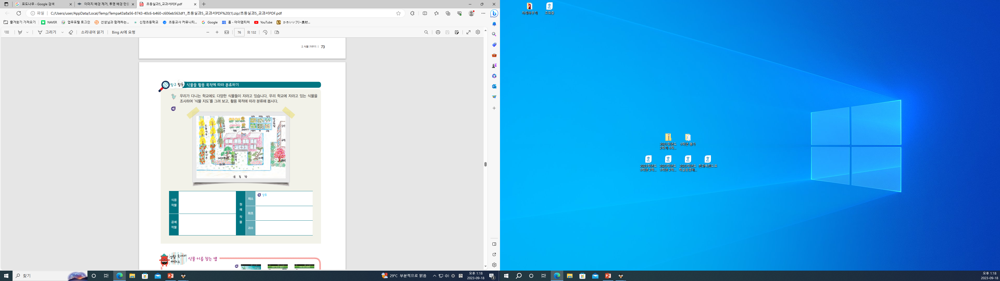 포도나무 - Google 검색
이미지 배경 제거, 투명 배경 만들
초등실과5_교과서PDF.pdf
파일
C:/Users/user/AppData/Local/Temp/Tempa43a8a56-8743-40c6-b460-c606eb563df1_초등실과5_교과서PDF%20(1).zip/초등실과5_교과서PDF.pdf
즐겨찾기 가져오기 NAVER 업무포털 로그인 선생님과 함께하는... 신정초등학교 초등교사 커뮤니티... Google 홈 - 아이엠티처 YouTube かわいいフリー素材...
그리기 소리내어 읽기 Bing AI에 요청 76 의 132
2. 식물 가꾸기 73
탐구 활동 식물을 활용 목적에 따라 분류하기
우리가 다니는 학교에도 다양한 식물들이 자라고 있습니다. 우리 학교에 자라고 있는 식물을
조사하여 '식물 지도'를 그려 보고, 활용 목적에 따라 분류해 봅시다.
예
운 동 장
식용
작물
공예
작물
원
예
작
물
채소
예 상추
화초
과수
생활 속에서
배워요
식물 이름 찾는 앱
예
찾기
29°C 부분적으로 맑음
오후 1:18
2023-09-18
3
자리바꾸기
조퇴증
2021학년도
2학기 5학...
5학년 평가
2023학년도
5학년 2학...
2023학년도
5학년 2학...
2023학년도
학급운영비...
전과목진도표
오후 1:18
2023-09-18